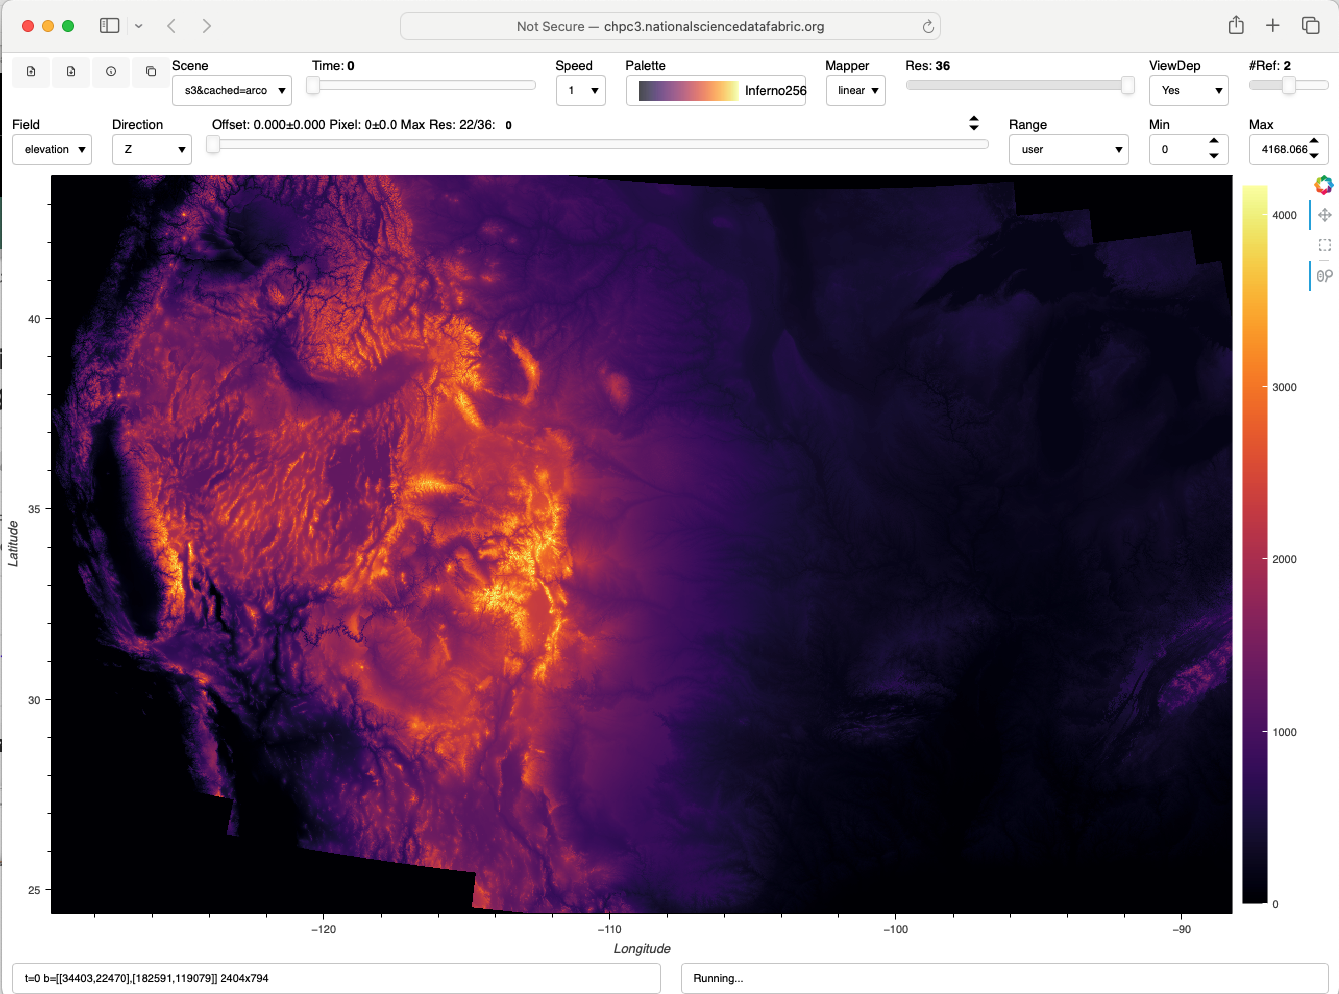 Not Secure — chpc3.nationalsciencedatafabric.org
Scene
Time: 0
Speed
Palette
Mapper
Res: 36
ViewDep
#Ref: 2
s3&cached=arco
1
Inferno256
linear
Yes
Field
Direction
Offset: 0.000±0.000 Pixel: 0±0.0 Max Res: 22/36: 0
Range
Min
Max
elevation
Z
user
0
4168.066
40
35
30
25
Latitude
−120
−110
−100
−90
Longitude
4000
3000
2000
1000
0
t=0 b=[[34403,22470],[182591,119079]] 2404x794
Running...